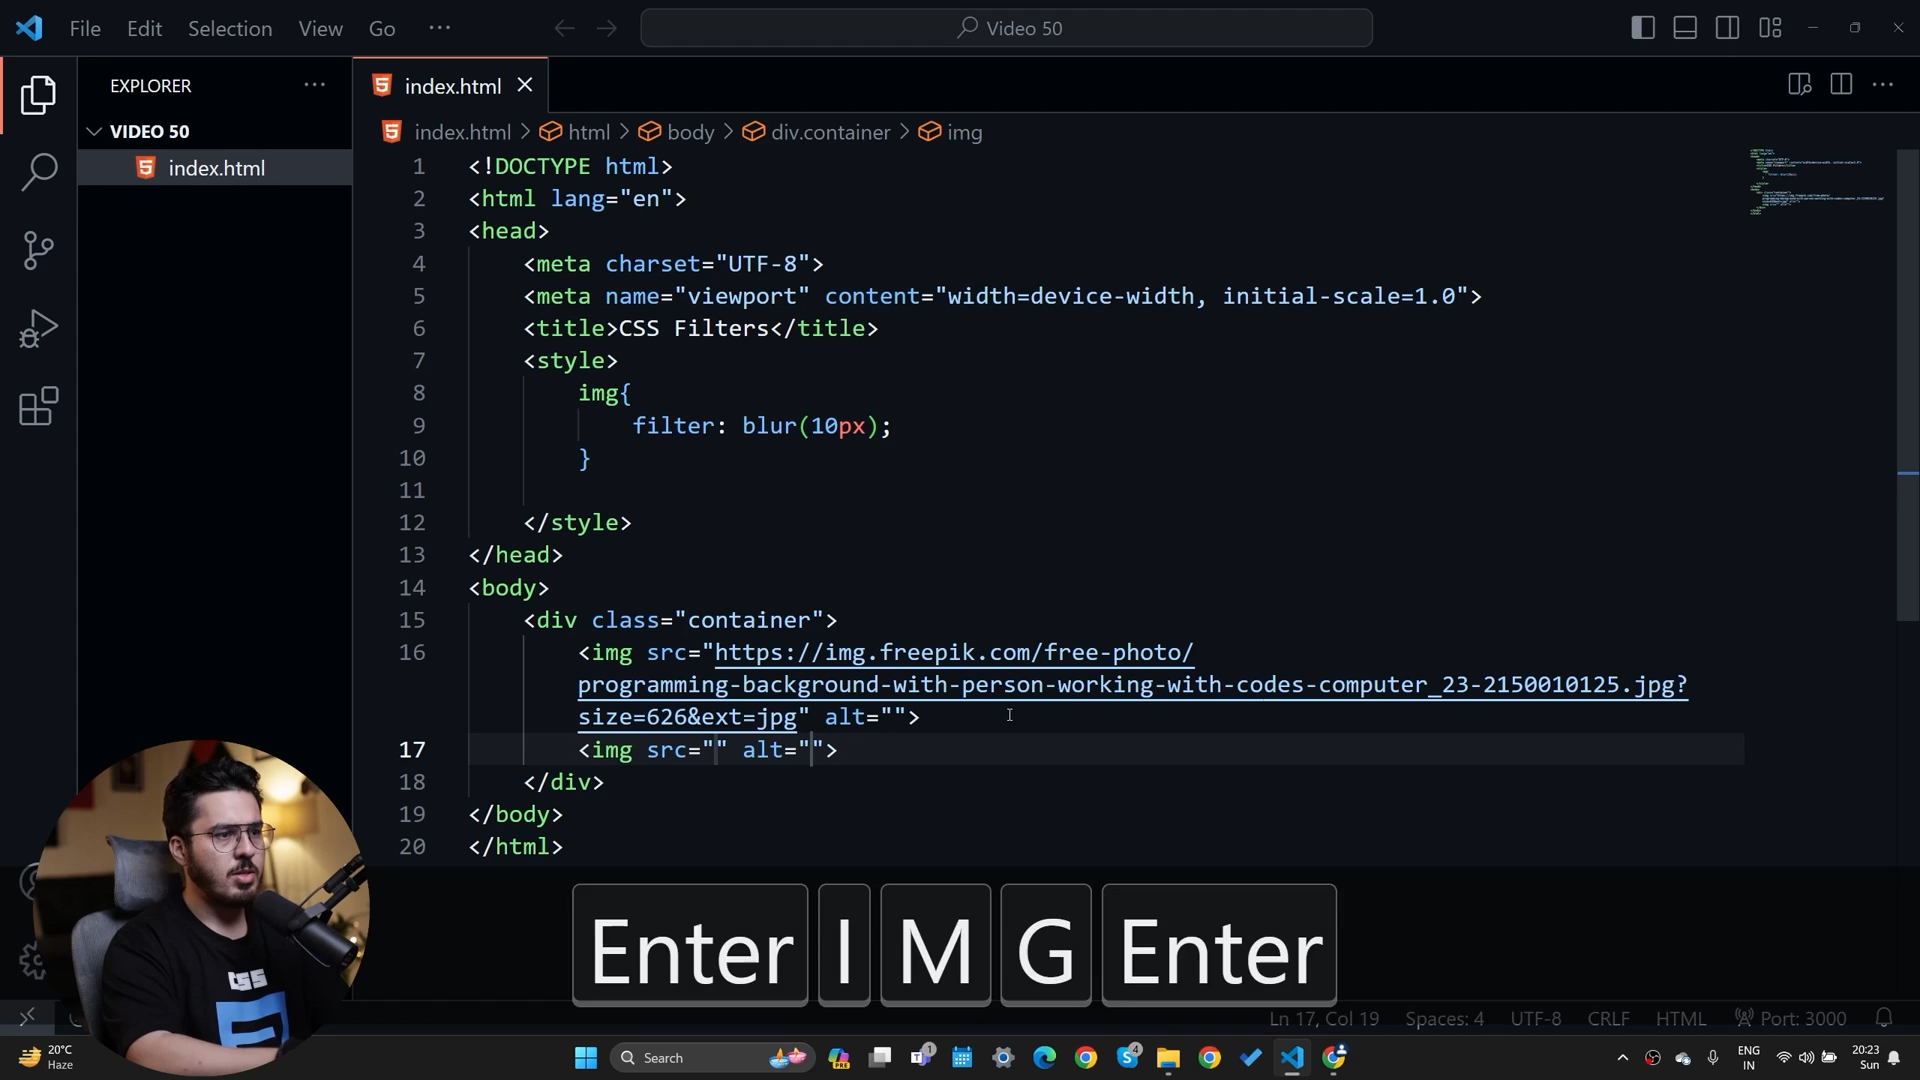 File Edit Selection View Go ···
Video 50
EXPLORER ···
index.html
VIDEO 50
index.html
index.html > html > body > div.container > img
1 <!DOCTYPE html>
2 <html lang="en">
3 <head>
4 <meta charset="UTF-8">
5 <meta name="viewport" content="width=device-width, initial-scale=1.0">
6 <title>CSS Filters</title>
7 <style>
8 img{
9 filter: blur(10px);
10 }
11
12 </style>
13 </head>
14 <body>
15 <div class="container">
16 <img src="https://img.freepik.com/free-photo/
programming-background-with-person-working-with-codes-computer_23-2150010125.jpg?
size=626&ext=jpg" alt="">
17 <img src="" alt="">
18 </div>
19 </body>
20 </html>
Enter I M G Enter
CSS
Ln 17, Col 19 Spaces: 4 UTF-8 CRLF HTML Port: 3000
20°C
Haze
Search
PRE
1
4
ENG
IN
20:23
Sun